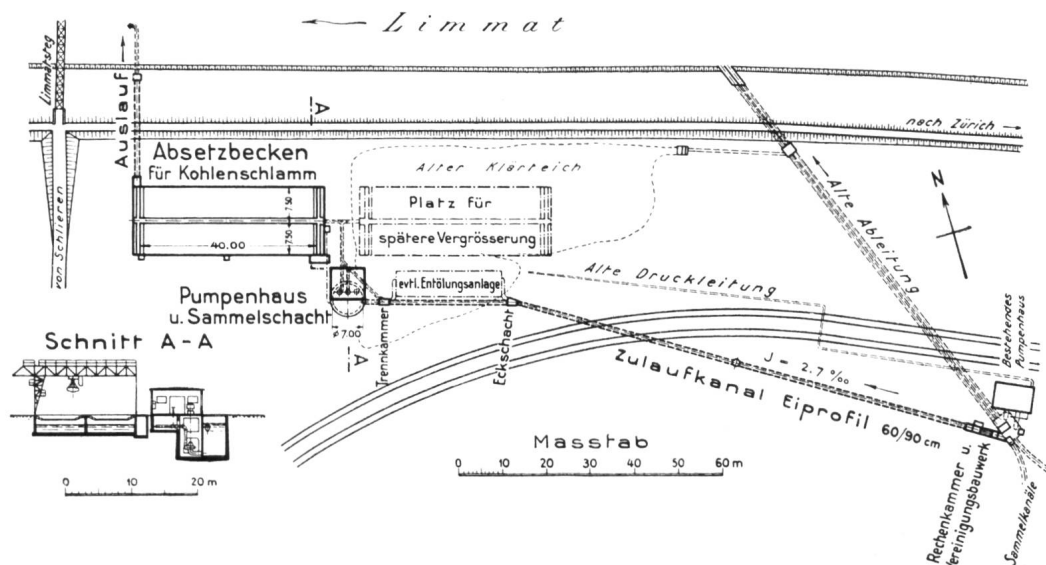 Limmat
Limmatsteg
Auslauf
A
nach Zürich
Absetzbecken
für Kohlenschlamm
Alter Klärteich
7.50
7.50
40.00
Platz für
spätere Vergrösserung
Alte Ableitung
N
von Schlieren
evtl. Entölungsanlage
Alte Druckleitung
Pumpenhaus
u. Sammelschacht
ø 7.00
A
Trennkammer
Eckschacht
Bestehendes
Pumpenhaus
Schnitt A-A
J = 2.7 ‰
Zulaufkanal Eiprofil 60/90 cm
Masstab
0 10 20 30 40 50 60 m
0 10 20 m
Rechenkammer u.
Vereinigungsbauwerk
Sammelkanäle